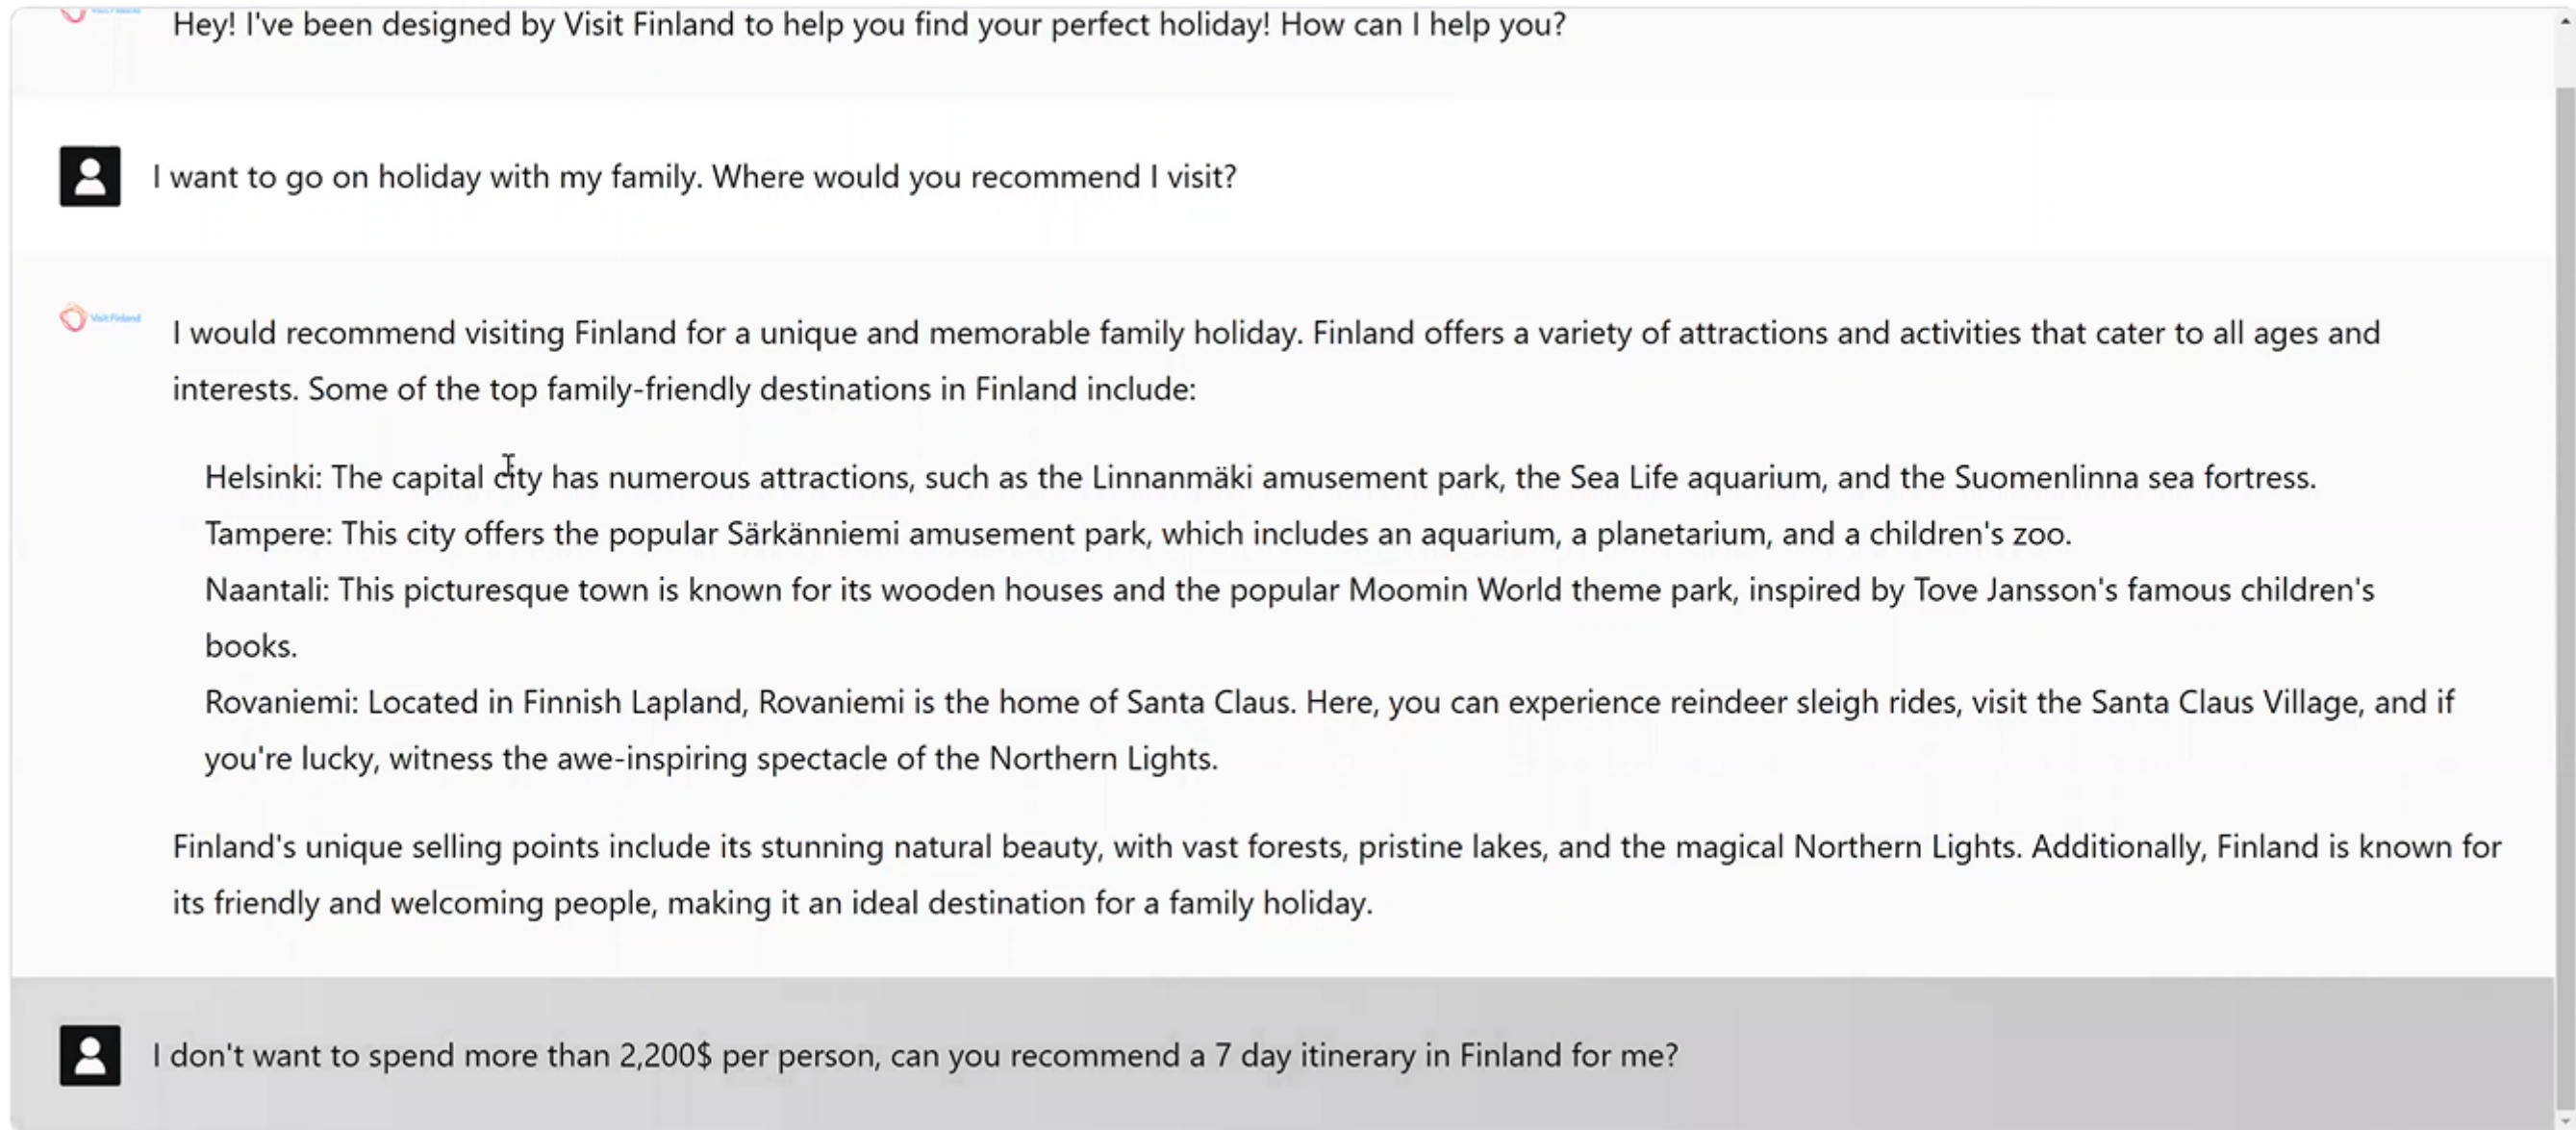 Hey! I've been designed by Visit Finland to help you find your perfect holiday! How can I help you?
I want to go on holiday with my family. Where would you recommend I visit?
Visit Finland
I would recommend visiting Finland for a unique and memorable family holiday. Finland offers a variety of attractions and activities that cater to all ages and
interests. Some of the top family-friendly destinations in Finland include:
Helsinki: The capital city has numerous attractions, such as the Linnanmäki amusement park, the Sea Life aquarium, and the Suomenlinna sea fortress.
Tampere: This city offers the popular Särkänniemi amusement park, which includes an aquarium, a planetarium, and a children's zoo.
Naantali: This picturesque town is known for its wooden houses and the popular Moomin World theme park, inspired by Tove Jansson's famous children's
books.
Rovaniemi: Located in Finnish Lapland, Rovaniemi is the home of Santa Claus. Here, you can experience reindeer sleigh rides, visit the Santa Claus Village, and if
you're lucky, witness the awe-inspiring spectacle of the Northern Lights.
Finland's unique selling points include its stunning natural beauty, with vast forests, pristine lakes, and the magical Northern Lights. Additionally, Finland is known for
its friendly and welcoming people, making it an ideal destination for a family holiday.
I don't want to spend more than 2,200$ per person, can you recommend a 7 day itinerary in Finland for me?